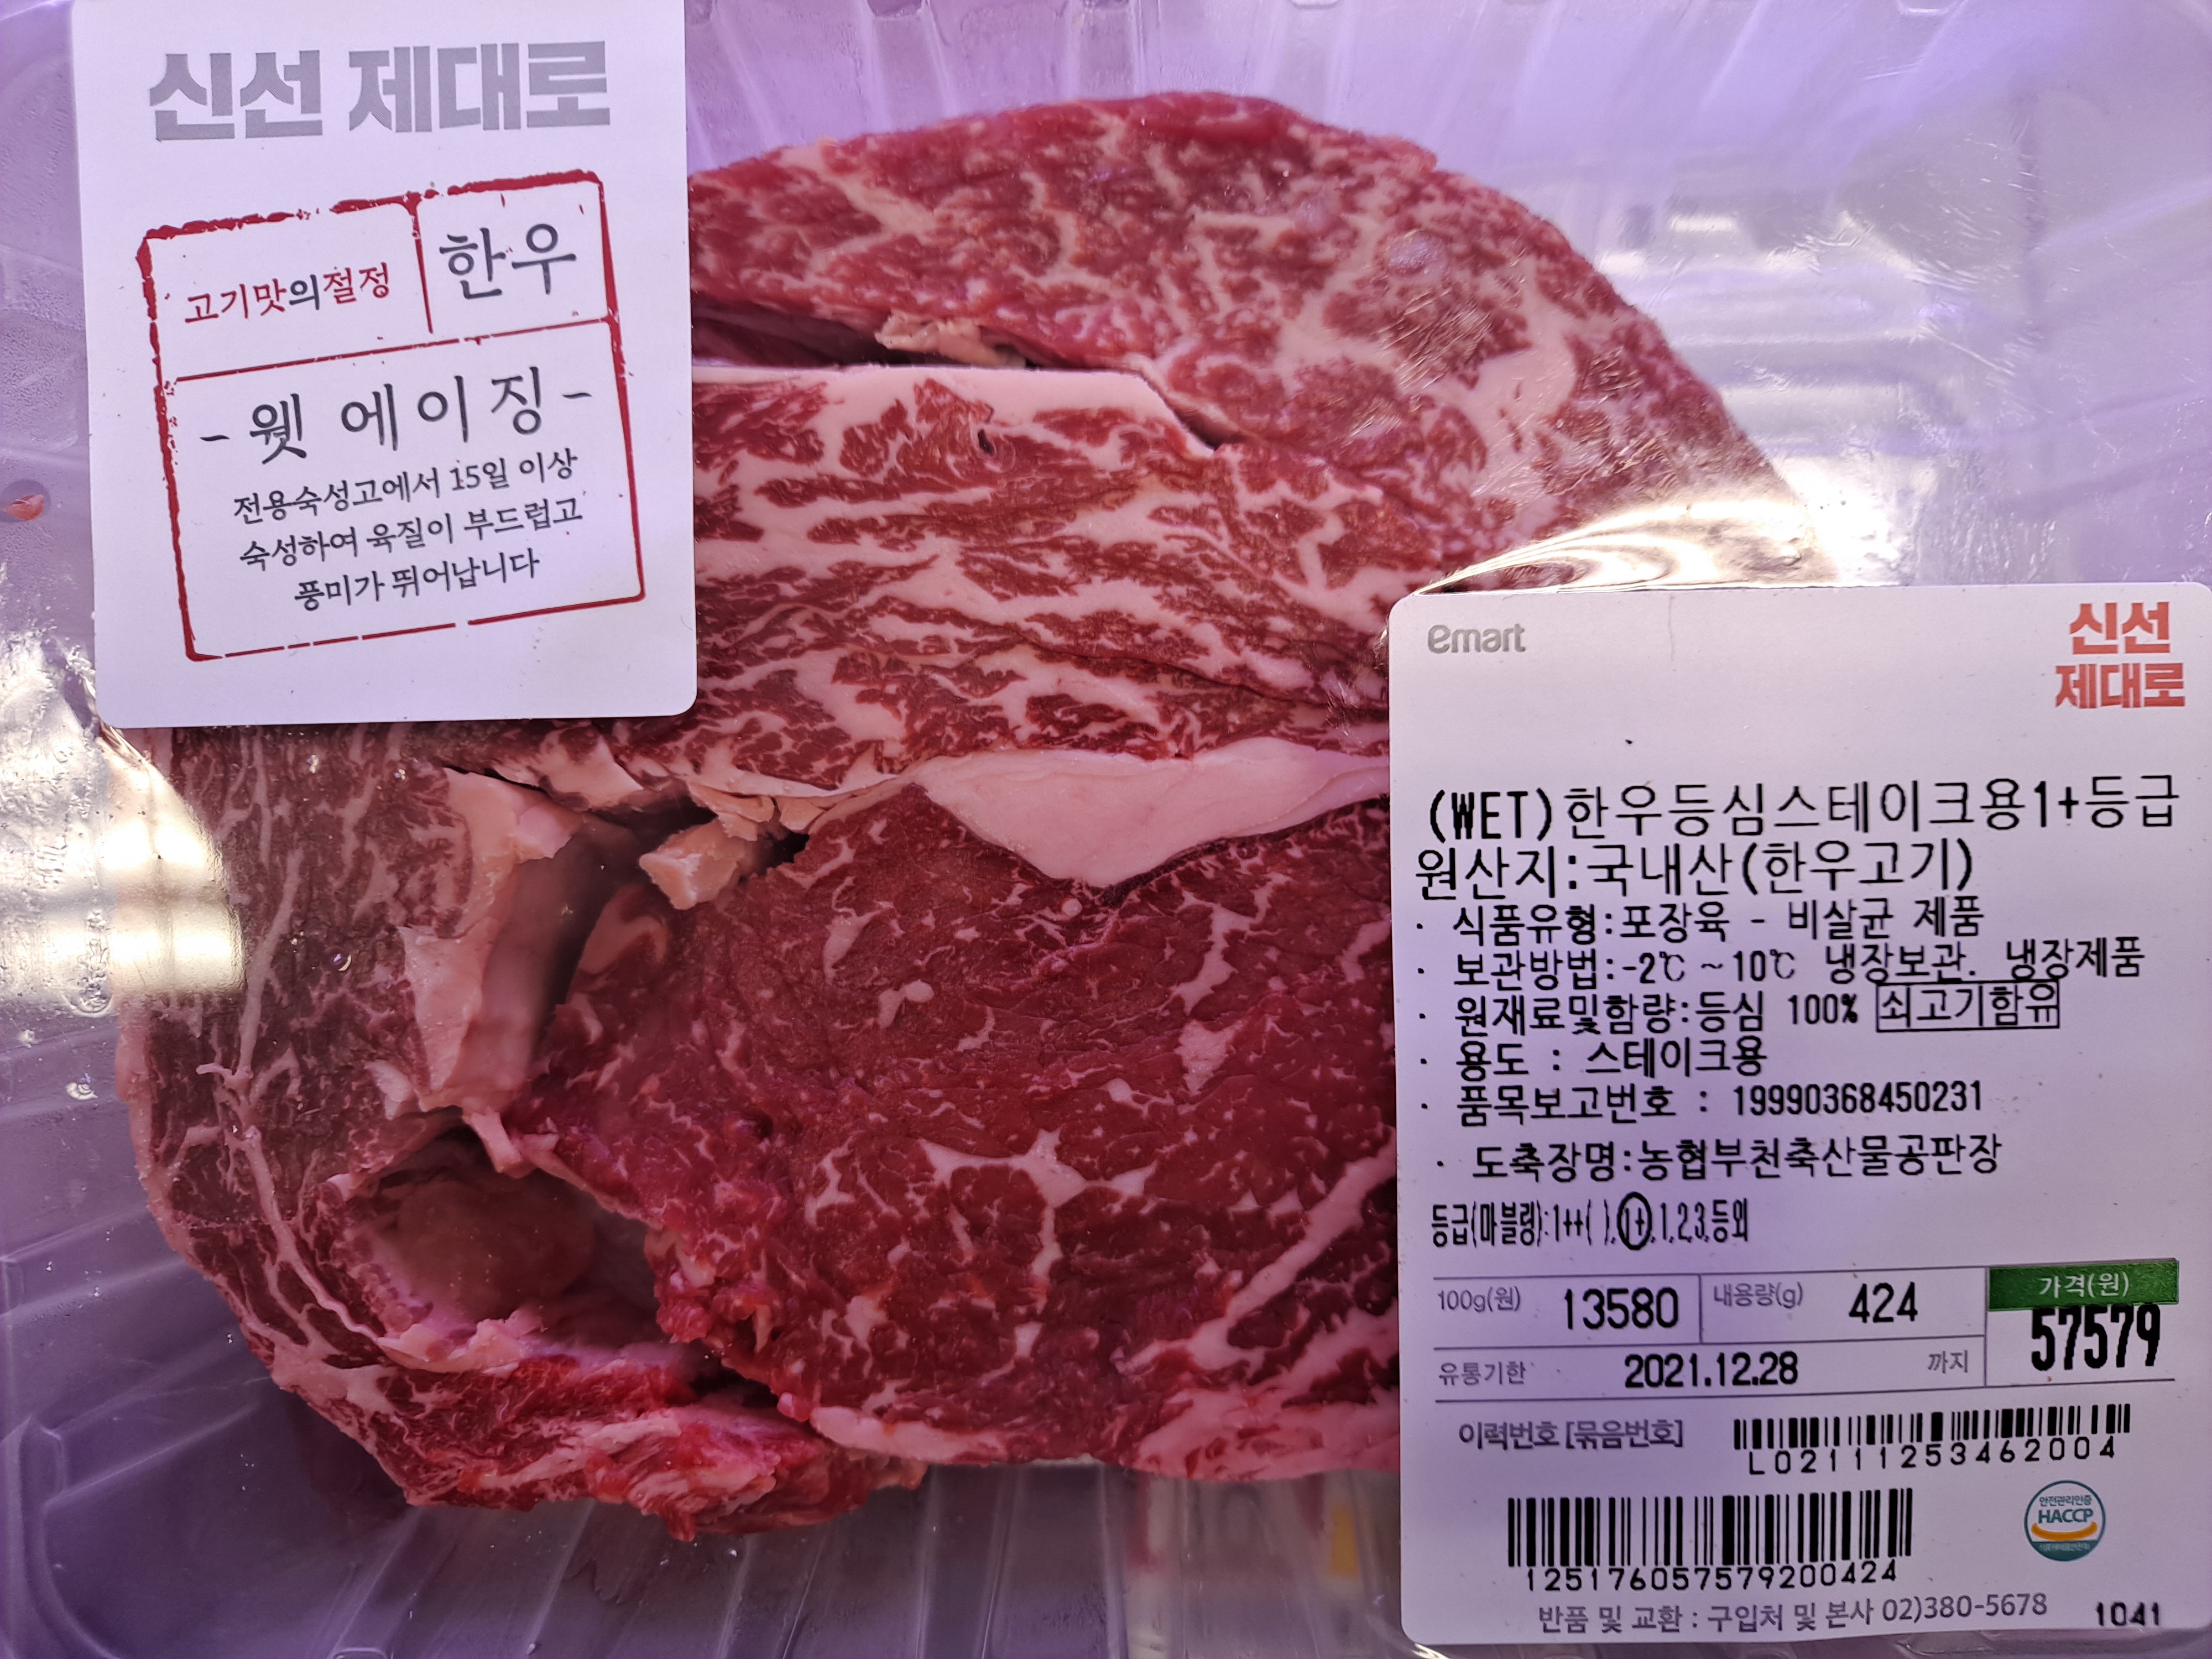 신선 제대로
고기맛의 철정
한우
- 웻 에이징 -
전용숙성고에서 15일 이상
숙성하여 육질이 부드럽고
풍미가 뛰어납니다
emart
신선
제대로
(WET)한우등심스테이크용1+등급
원산지:국내산(한우고기)
· 식품유형:포장육 - 비살균 제품
· 보관방법:-2℃~10℃ 냉장보관. 냉장제품
· 원재료및함량:등심 100% 쇠고기함유
· 용도 : 스테이크용
· 품목보고번호 : 19990368450231
· 도축장명:농협부천축산물공판장
등급(마블링):1++( ),1+,1,2,3,등외
100g(원) 13580 내용량(g) 424 가격(원)
유통기한 2021.12.28 까지 57579
이력번호[묶음번호] L02111253462004
1251760575792004​24
안전관리인증 HACCP
반품 및 교환 : 구입처 및 본사 02)380-5678 1041